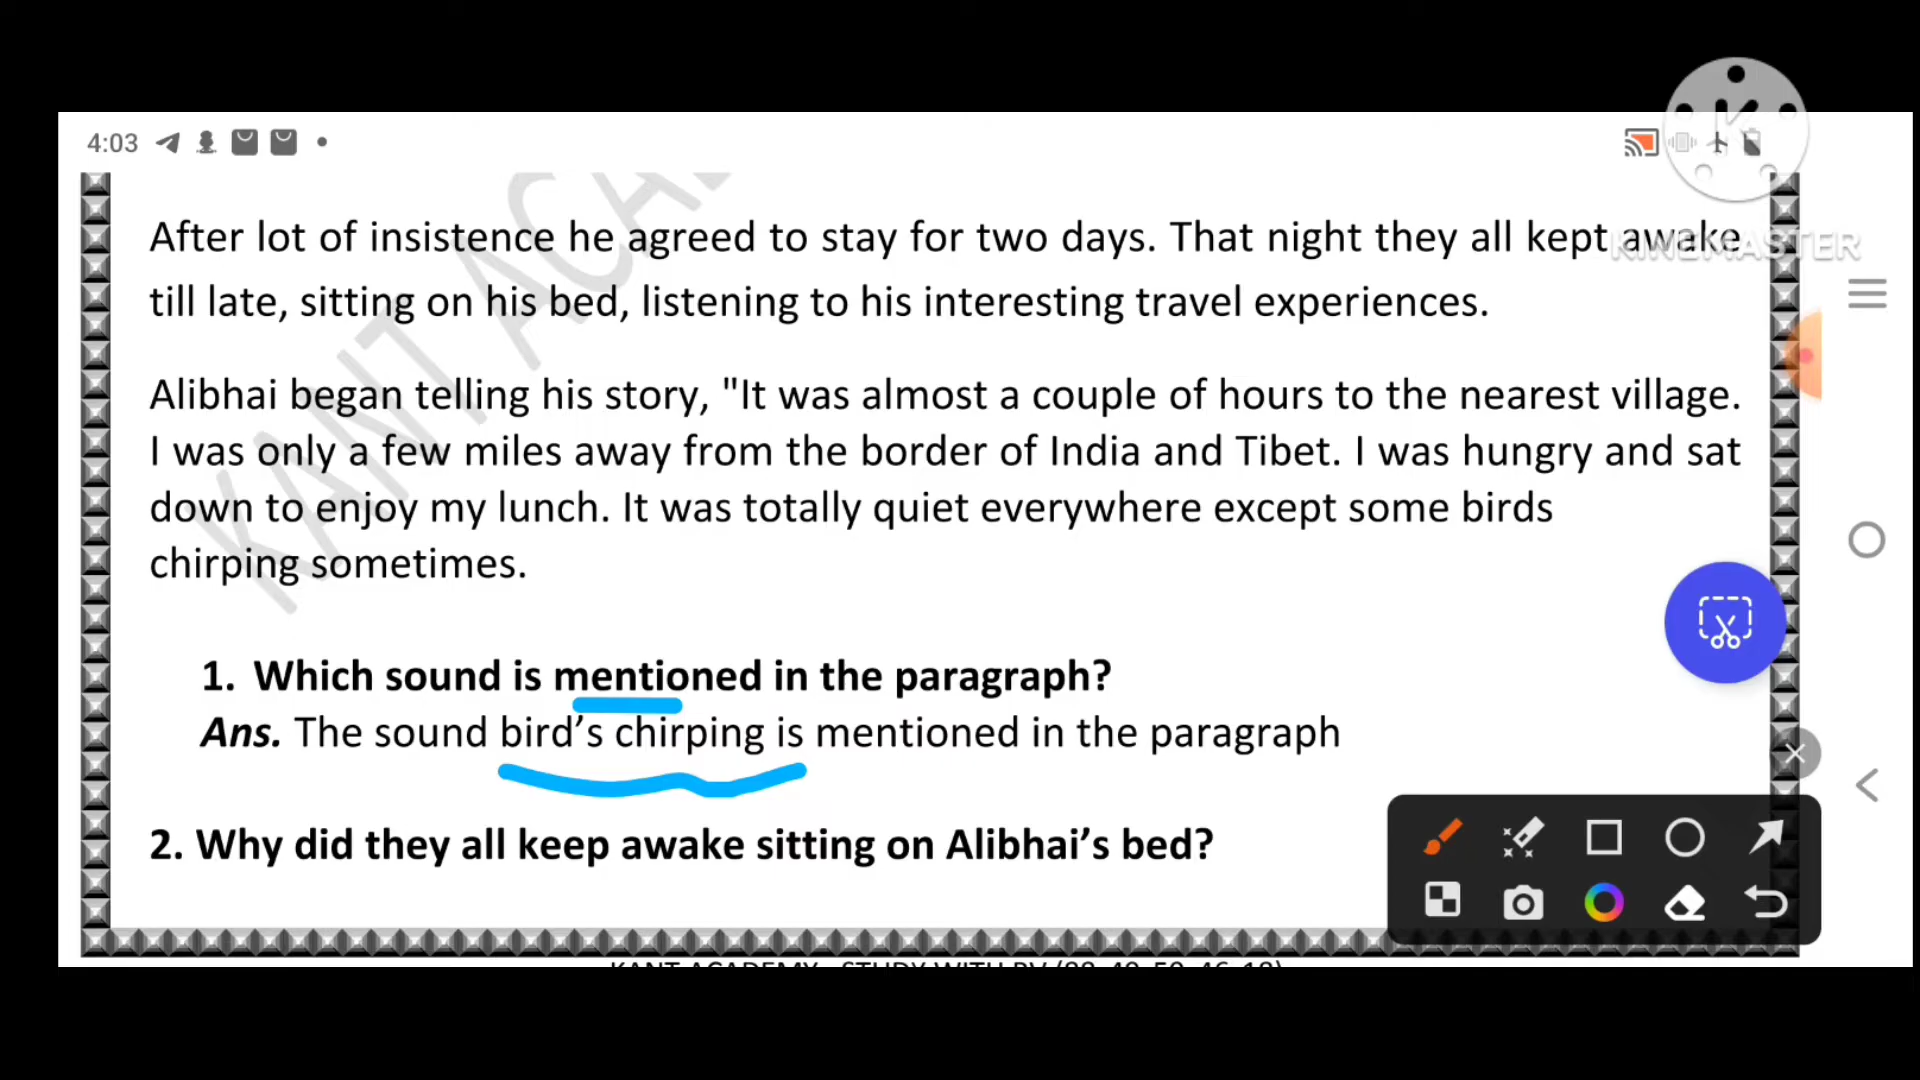 4:03
KINEMASTER
KANT ACA
After lot of insistence he agreed to stay for two days. That night they all kept awake
till late, sitting on his bed, listening to his interesting travel experiences.
Alibhai began telling his story, "It was almost a couple of hours to the nearest village.
I was only a few miles away from the border of India and Tibet. I was hungry and sat
down to enjoy my lunch. It was totally quiet everywhere except some birds
chirping sometimes.
1. Which sound is mentioned in the paragraph?
Ans. The sound bird's chirping is mentioned in the paragraph
2. Why did they all keep awake sitting on Alibhai's bed?